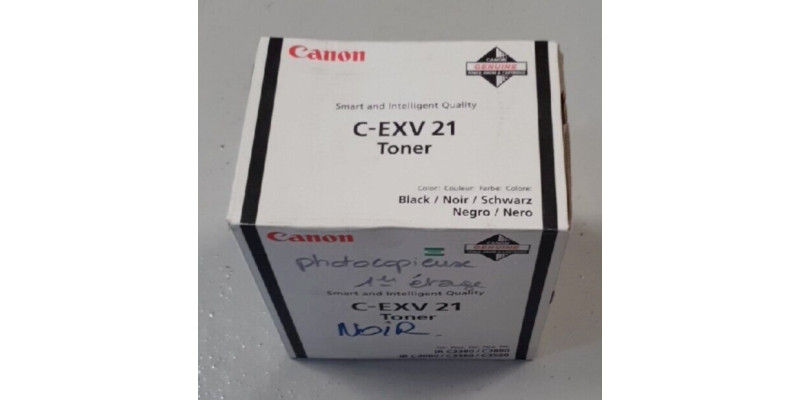 Canon
CANON
GENUINE
Smart and Intelligent Quality
C-EXV 21
Toner
Color: Couleur: Farbe: Colore:
Black / Noir / Schwarz
Negro / Nero
Canon
photocopieuse
1er étage
Smart and Intelligent Quality
C-EXV 21
Toner
NOIR.